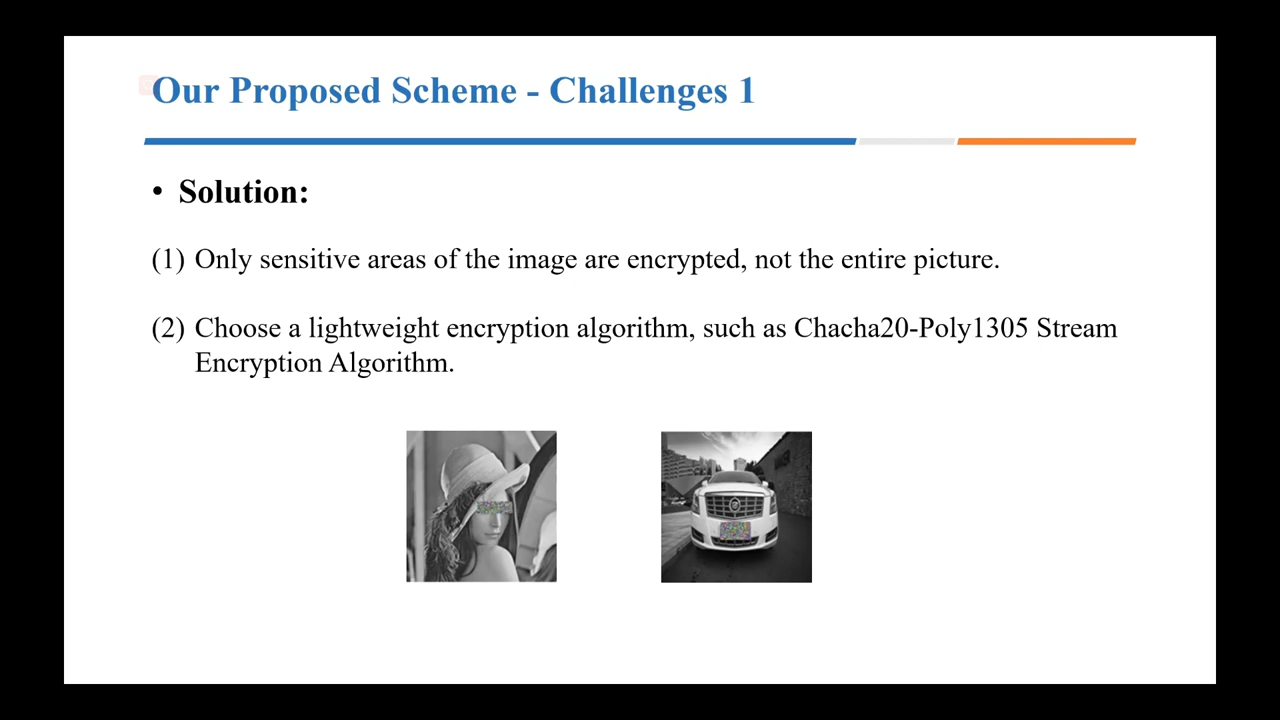 Our Proposed Scheme - Challenges 1
• Solution:
(1) Only sensitive areas of the image are encrypted, not the entire picture.
(2) Choose a lightweight encryption algorithm, such as Chacha20-Poly1305 Stream
Encryption Algorithm.